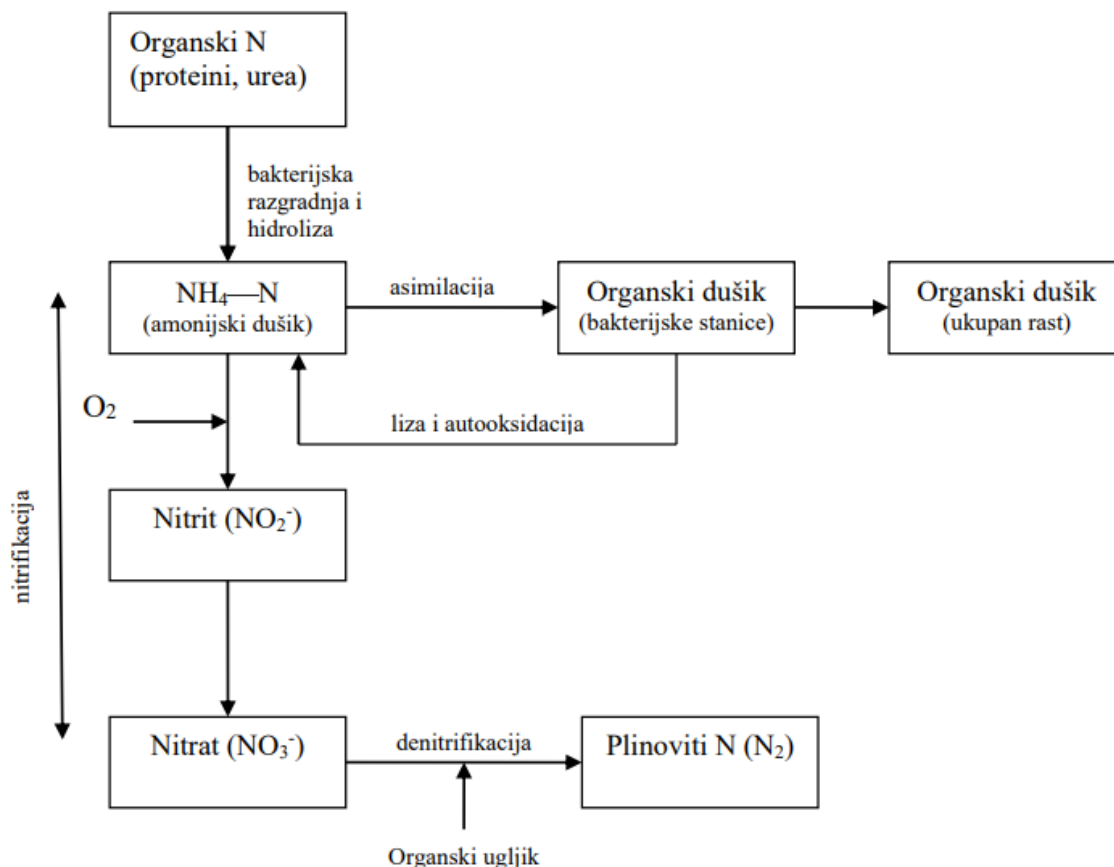 Organski N
(proteini, urea)
bakterijska
razgradnja i
hidroliza
NH₄—N
(amonijski dušik)
asimilacija
Organski dušik
(bakterijske stanice)
Organski dušik
(ukupan rast)
O₂
liza i autooksidacija
nitrifikacija
Nitrit (NO₂⁻)
Nitrat (NO₃⁻)
denitrifikacija
Plinoviti N (N₂)
Organski ugljik